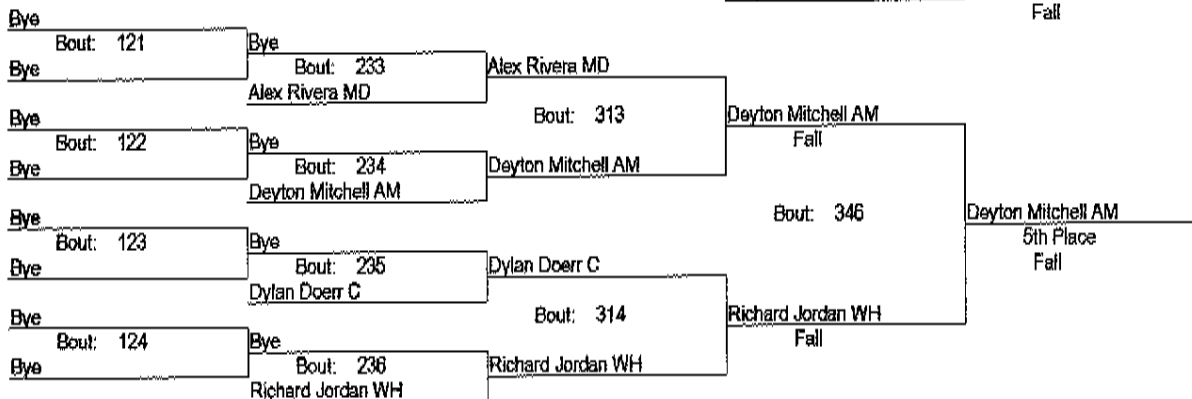 Fall
Bye
Bout: 121
Bye
Bye
Bout: 233
Alex Rivera MD
Alex Rivera MD
Bout: 313
Bye
Bout: 122
Bye
Bye
Bout: 234
Deyton Mitchell AM
Deyton Mitchell AM
Deyton Mitchell AM
Fall
Bout: 346
Deyton Mitchell AM
5th Place
Fall
Bye
Bout: 123
Bye
Bye
Bout: 235
Dylan Doerr C
Dylan Doerr C
Bout: 314
Richard Jordan WH
Fall
Bye
Bout: 124
Bye
Bye
Bout: 236
Richard Jordan WH
Richard Jordan WH